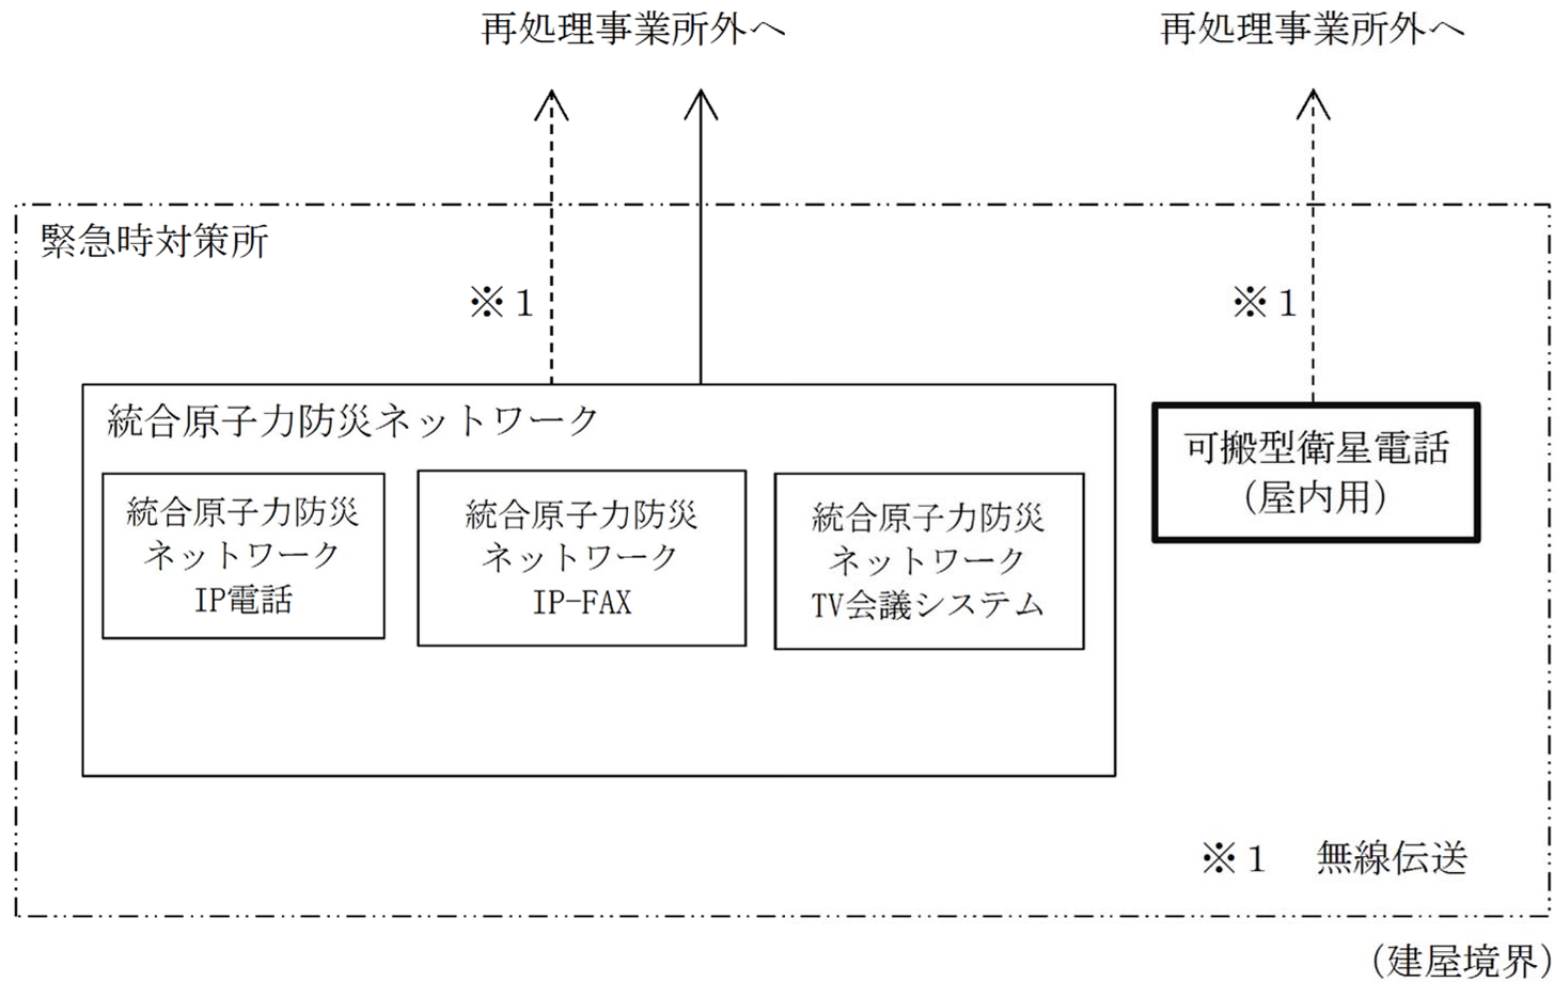 再処理事業所外へ
再処理事業所外へ
緊急時対策所
※1
※1
統合原子力防災ネットワーク
統合原子力防災
ネットワーク
IP電話
統合原子力防災
ネットワーク
IP-FAX
統合原子力防災
ネットワーク
TV会議システム
可搬型衛星電話
(屋内用)
※1　無線伝送
(建屋境界)